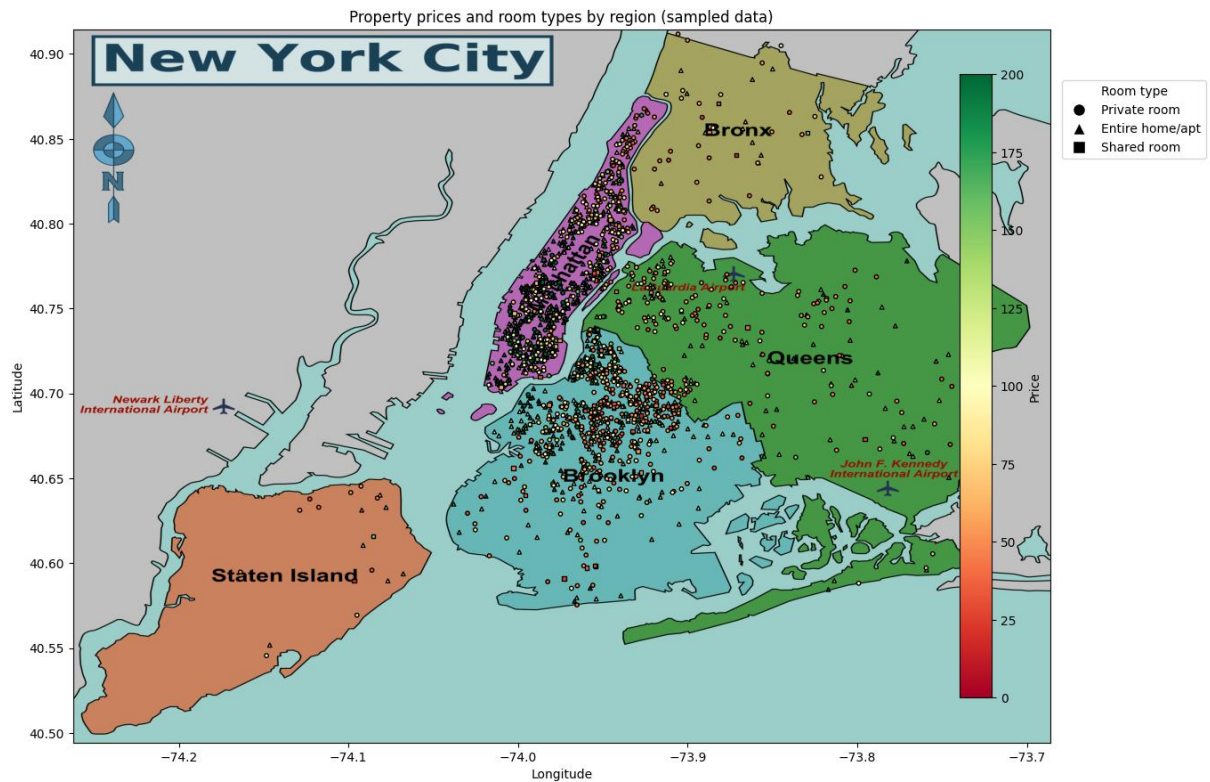 Property prices and room types by region (sampled data)
New York City
N
Bronx
Manhattan
LaGuardia Airport
Queens
Newark Liberty
International Airport
John F. Kennedy
International Airport
Brooklyn
Staten Island
Room type
Private room
Entire home/apt
Shared room
200
175
150
125
100
75
50
25
0
Price
40.90
40.85
40.80
40.75
40.70
40.65
40.60
40.55
40.50
Latitude
−74.2
−74.1
−74.0
−73.9
−73.8
−73.7
Longitude